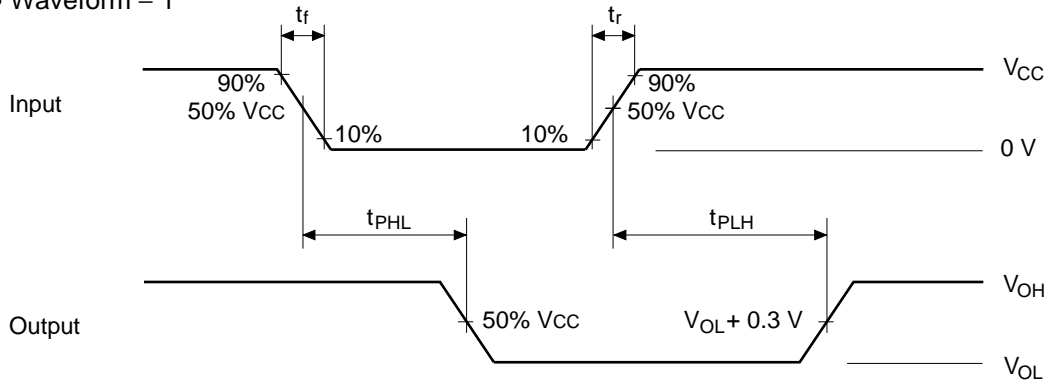 Waveform – 1
tf
tr
90%
90%
VCC
Input
50% VCC
50% VCC
10%
10%
0 V
tPHL
tPLH
VOH
Output
50% VCC
VOL + 0.3 V
VOL